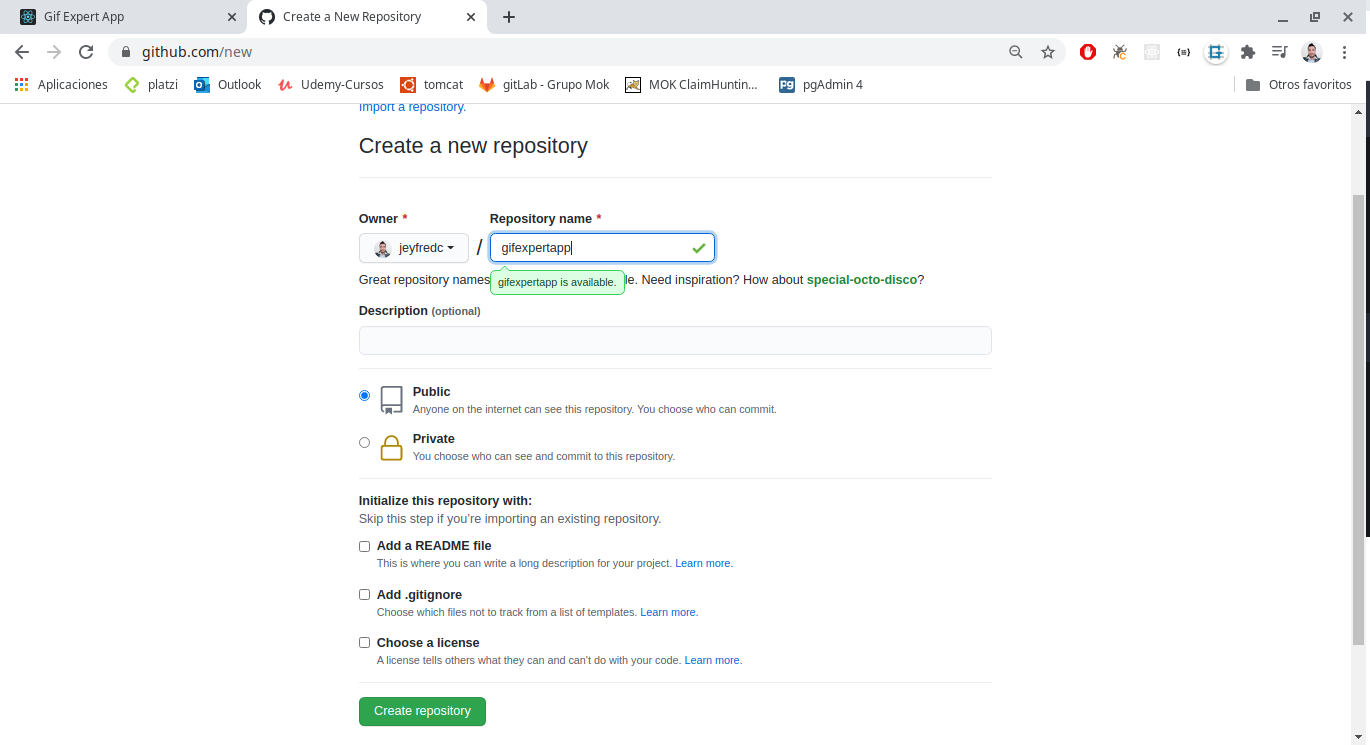 Gif Expert App
Create a New Repository
github.com/new
Aplicaciones platzi Outlook Udemy-Cursos tomcat gitLab - Grupo Mok MOK ClaimHuntin... pgAdmin 4 Otros favoritos
Import a repository.
Create a new repository
Owner * Repository name *
jeyfredc / gifexpertapp
Great repository names le. Need inspiration? How about special-octo-disco?
gifexpertapp is available.
Description (optional)
Public
Anyone on the internet can see this repository. You choose who can commit.
Private
You choose who can see and commit to this repository.
Initialize this repository with:
Skip this step if you're importing an existing repository.
Add a README file
This is where you can write a long description for your project. Learn more.
Add .gitignore
Choose which files not to track from a list of templates. Learn more.
Choose a license
A license tells others what they can and can't do with your code. Learn more.
Create repository